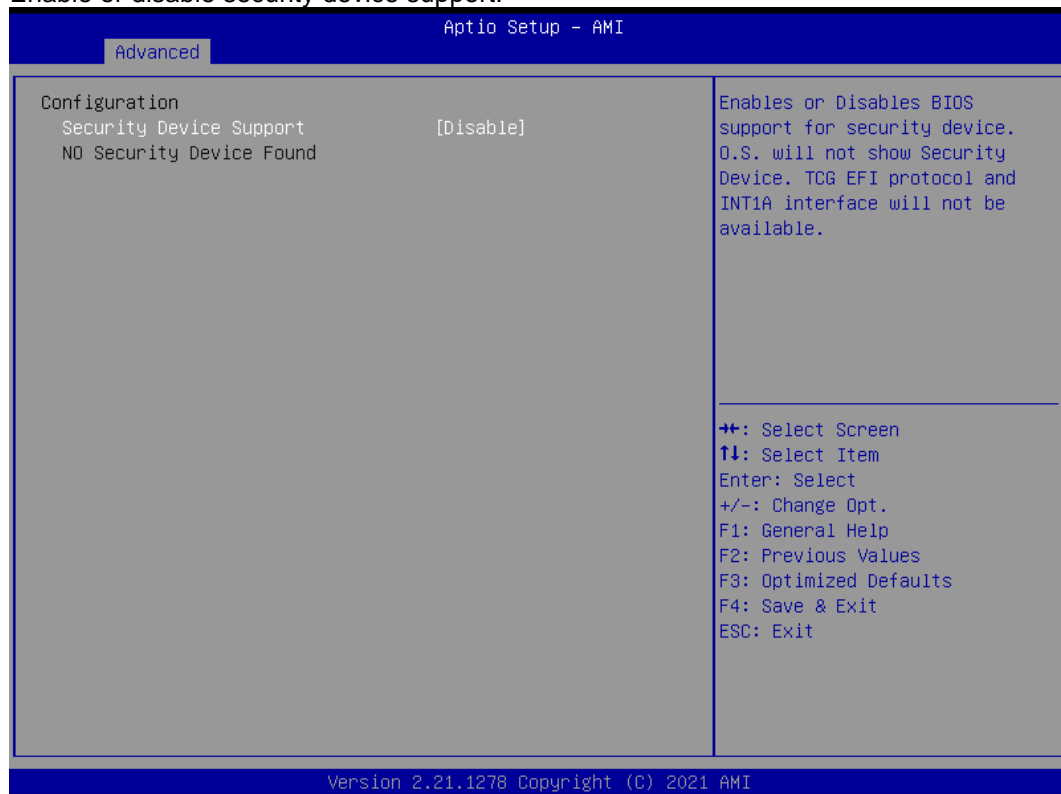 Enable or disable security device support.
Aptio Setup – AMI
Advanced
Configuration
Security Device Support [Disable]
NO Security Device Found
Enables or Disables BIOS
support for security device.
O.S. will not show Security
Device. TCG EFI protocol and
INT1A interface will not be
available.
→←: Select Screen
↑↓: Select Item
Enter: Select
+/-: Change Opt.
F1: General Help
F2: Previous Values
F3: Optimized Defaults
F4: Save & Exit
ESC: Exit
Version 2.21.1278 Copyright (C) 2021 AMI